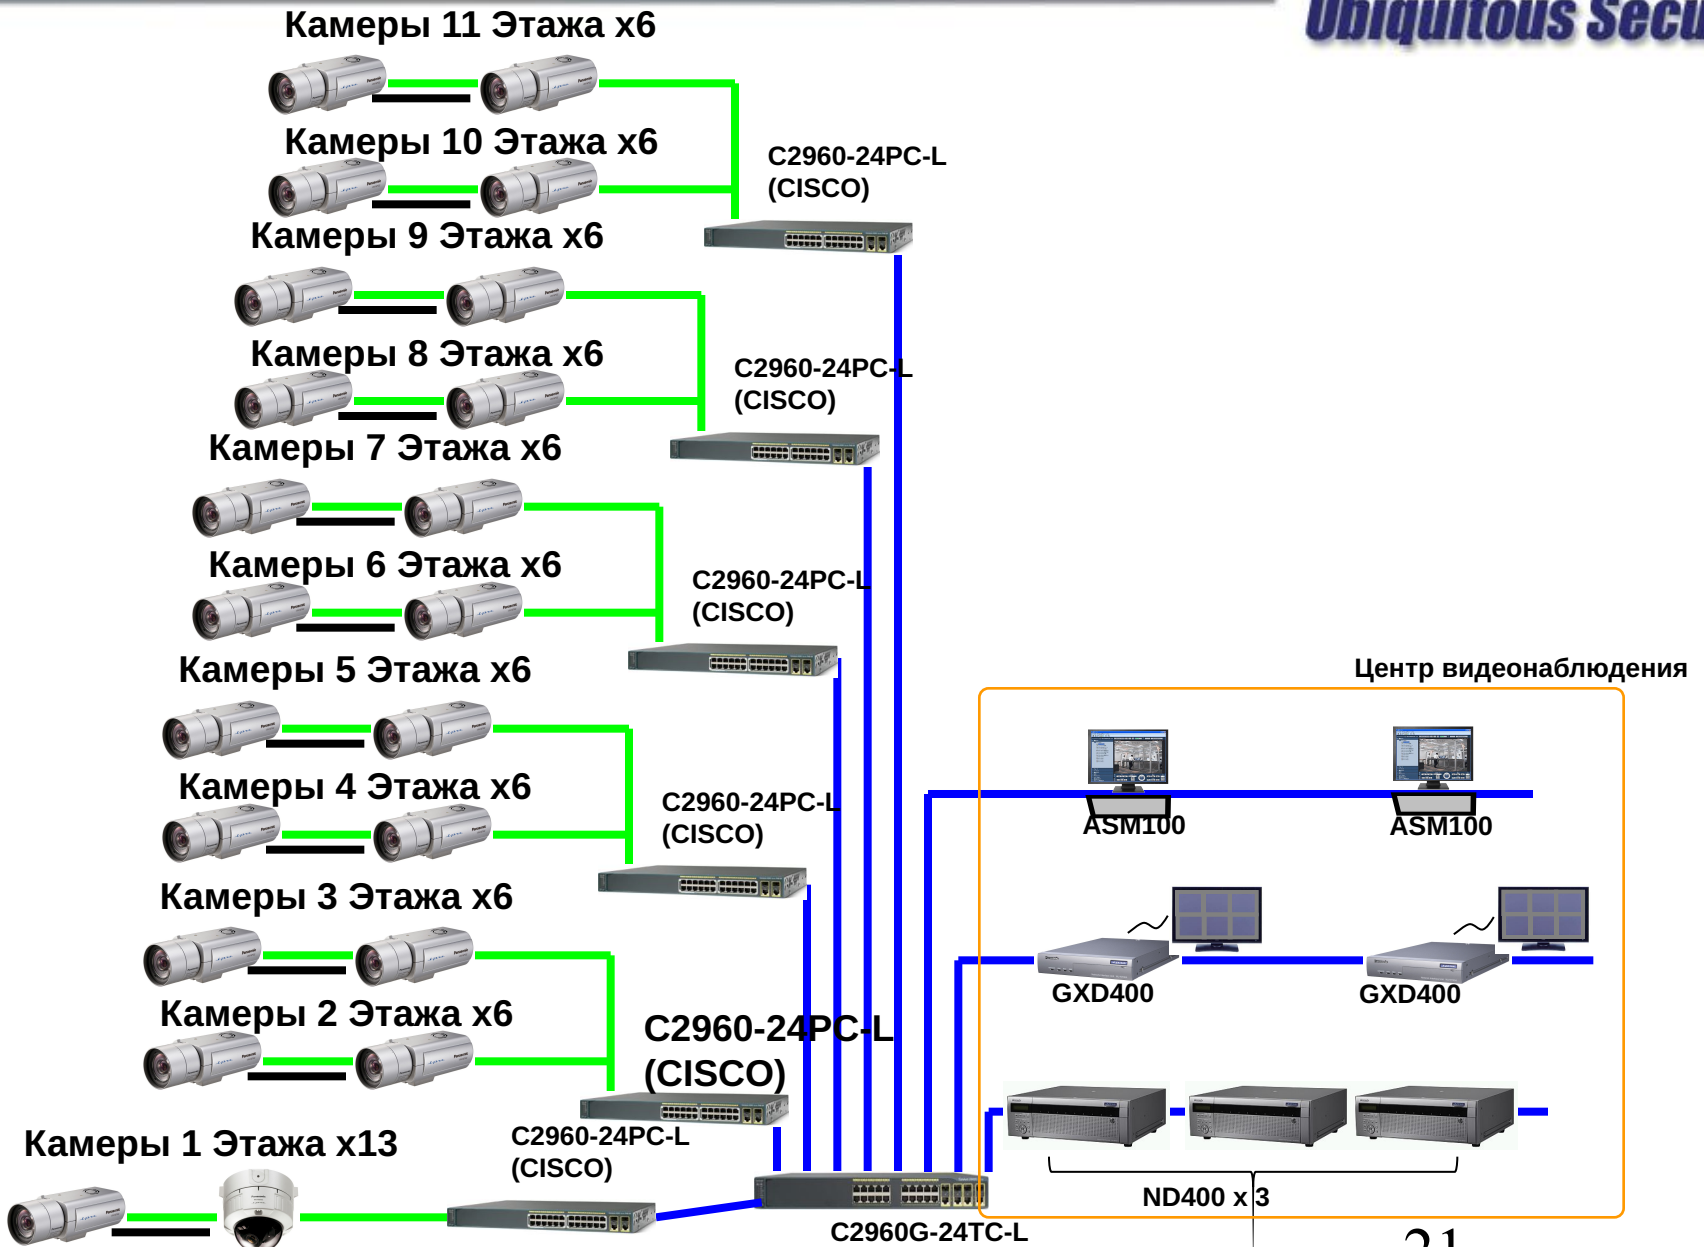 Ubiquitous Secu
Камеры 11 Этажа x6
Камеры 10 Этажа x6
C2960-24PC-L
(CISCO)
Камеры 9 Этажа x6
Камеры 8 Этажа x6
C2960-24PC-L
(CISCO)
Камеры 7 Этажа x6
Камеры 6 Этажа x6
C2960-24PC-L
(CISCO)
Камеры 5 Этажа x6
Центр видеонаблюдения
Камеры 4 Этажа x6
C2960-24PC-L
(CISCO)
ASM100
ASM100
Камеры 3 Этажа x6
GXD400
GXD400
Камеры 2 Этажа x6
C2960-24PC-L
(CISCO)
Камеры 1 Этажа x13
C2960-24PC-L
(CISCO)
ND400 x 3
C2960G-24TC-L
21